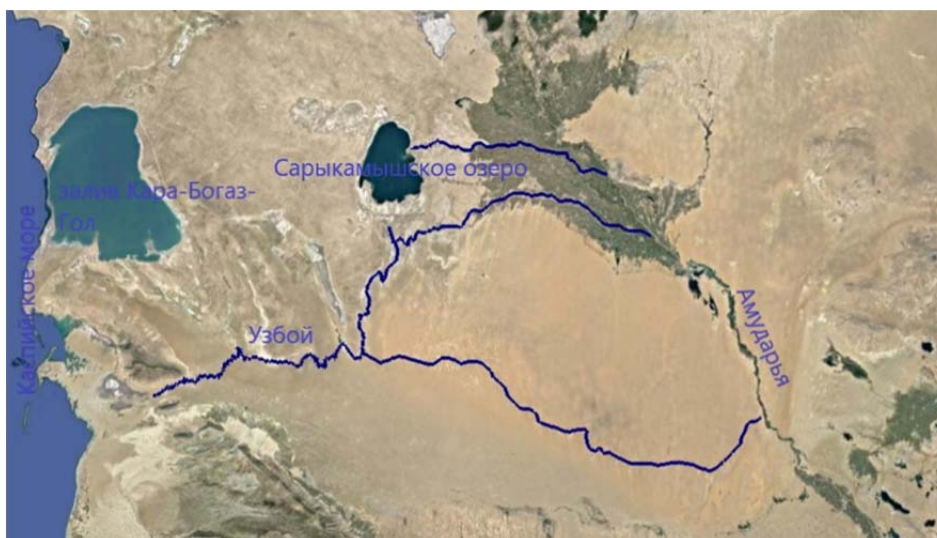 Сарыкамышское озеро
залив Кара-Богаз-
Гол
Каспийское море
Узбой
Амударья